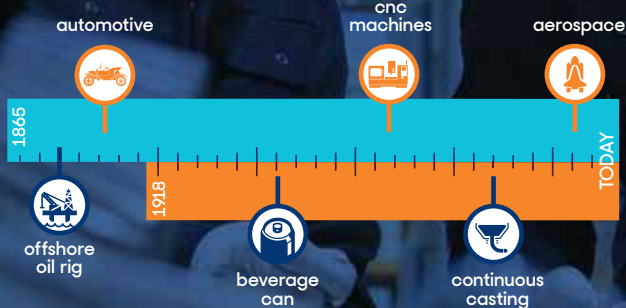 cnc
automotive
machines
aerospace
1865
TODAY
1918
offshore
oil rig
beverage
can
continuous
casting